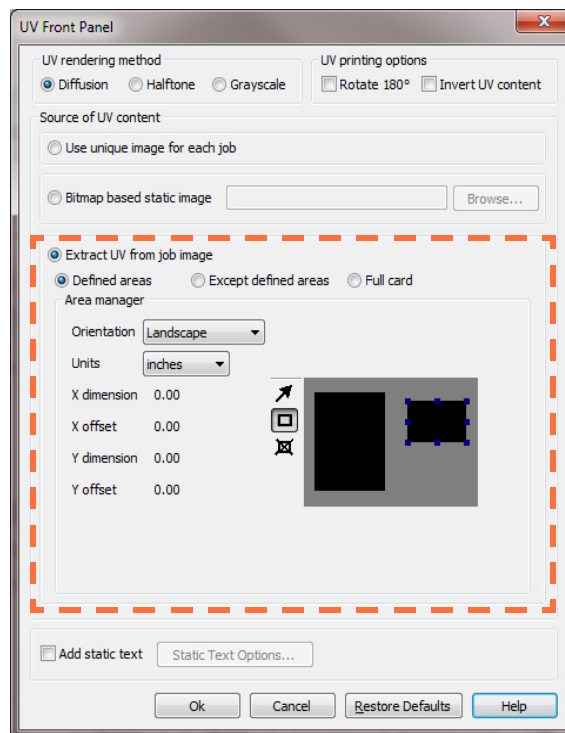 UV Front Panel
UV rendering method
Diffusion Halftone Grayscale
UV printing options
Rotate 180° Invert UV content
Source of UV content
Use unique image for each job
Bitmap based static image Browse...
Extract UV from job image
Defined areas Except defined areas Full card
Area manager
Orientation Landscape
Units inches
X dimension 0.00
X offset 0.00
Y dimension 0.00
Y offset 0.00
Add static text Static Text Options...
Ok Cancel Restore Defaults Help